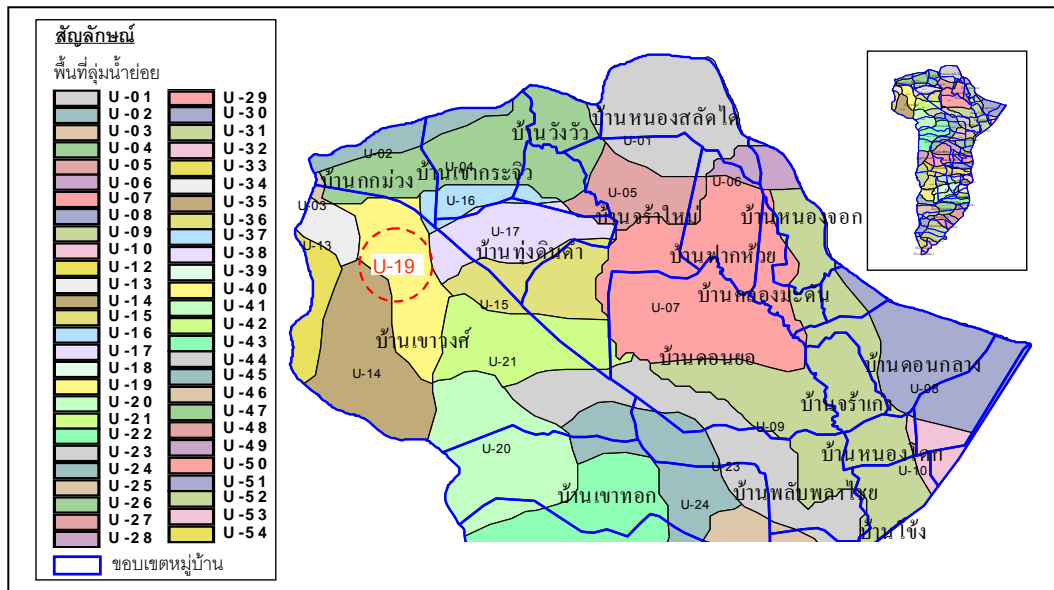 สัญลักษณ์
พื้นที่ลุ่มน้ำย่อย
U-01
U-02
U-03
U-04
U-05
U-06
U-07
U-08
U-09
U-10
U-12
U-13
U-14
U-15
U-16
U-17
U-18
U-19
U-20
U-21
U-22
U-23
U-24
U-25
U-26
U-27
U-28
U-29
U-30
U-31
U-32
U-33
U-34
U-35
U-36
U-37
U-38
U-39
U-40
U-41
U-42
U-43
U-44
U-45
U-46
U-47
U-48
U-49
U-50
U-51
U-52
U-53
U-54
ขอบเขตหมู่บ้าน
บ้านหนองสลัดได
บ้านวังวัว
U-01
U-02
U-04
บ้านเขากระจิว
บ้านกกม่วง
U-06
U-05
U-16
U-03
บ้านจร้าใหม่
บ้านหนองจอก
U-17
U-13
บ้านทุ่งคินคำ
บ้านฟากห้วย
U-19
บ้านคลองมะดัน
U-15
U-07
บ้านเขาวงศ์
บ้านดอนยอ
บ้านดอนกลาง
U-21
U-14
U-08
บ้านจร้าเก่า
U-09
U-20
บ้านหนองโดก
U-23
U-10
บ้านเขาทอก
บ้านพลับพลาไชย
U-24
บ้านโข้ง